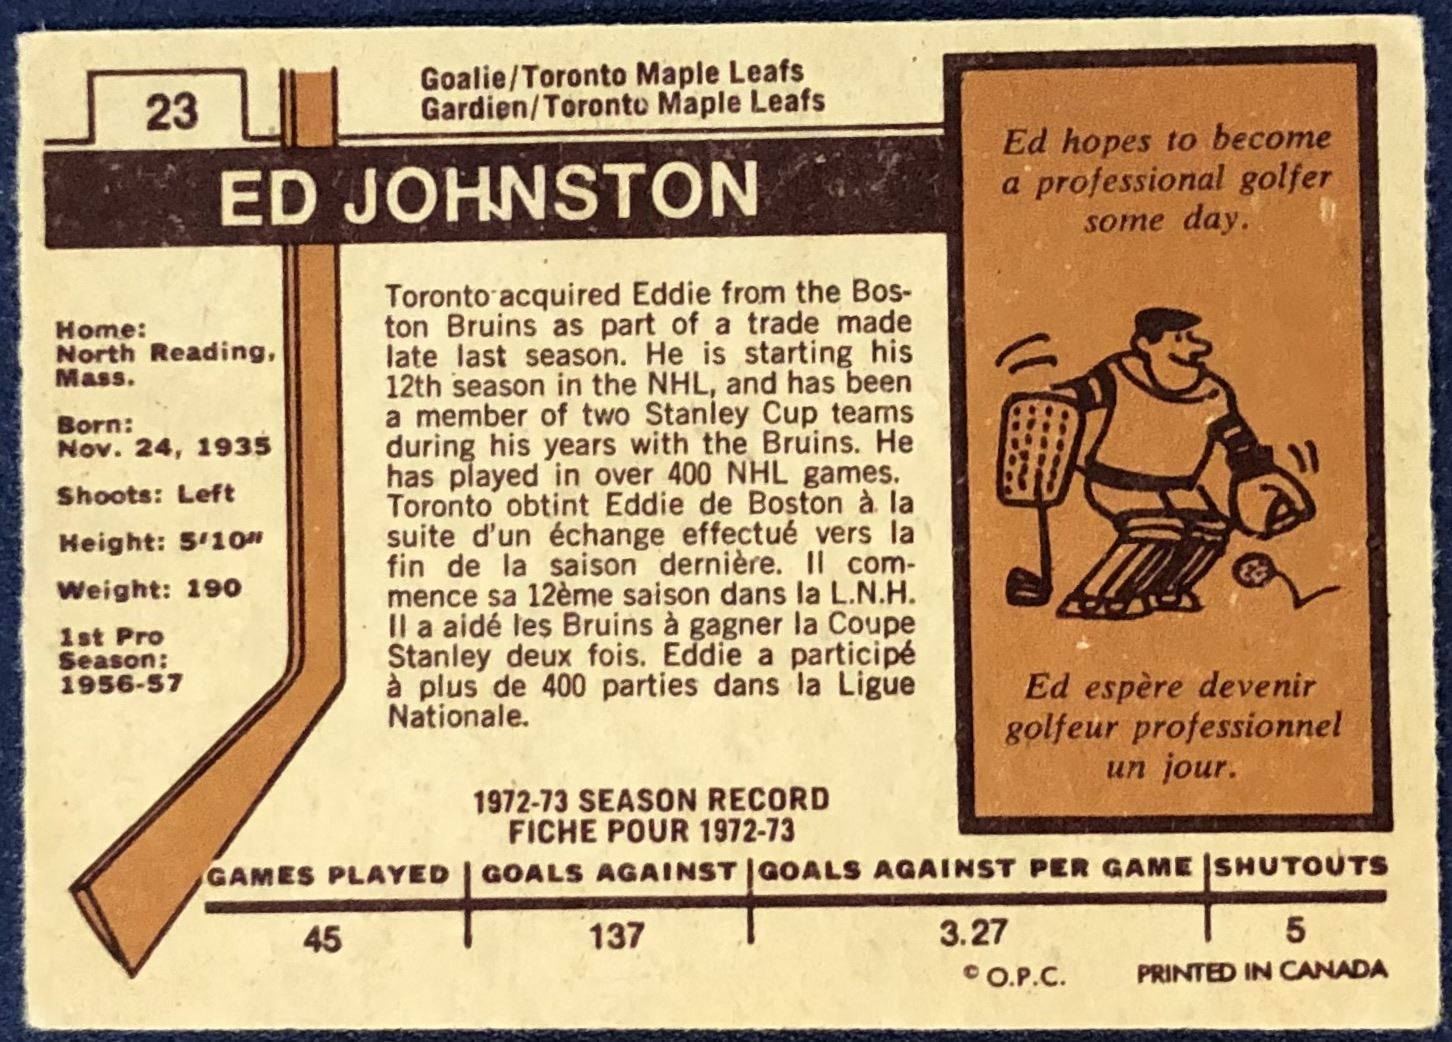 23
Goalie/Toronto Maple Leafs
Gardien/Toronto Maple Leafs
ED JOHNSTON
Home:
North Reading,
Mass.
Born:
Nov. 24, 1935
Shoots: Left
Height: 5'10"
Weight: 190
1st Pro
Season:
1956-57
Toronto acquired Eddie from the Bos-
ton Bruins as part of a trade made
late last season. He is starting his
12th season in the NHL, and has been
a member of two Stanley Cup teams
during his years with the Bruins. He
has played in over 400 NHL games.
Toronto obtint Eddie de Boston à la
suite d'un échange effectué vers la
fin de la saison dernière. Il com-
mence sa 12ème saison dans la L.N.H.
Il a aidé les Bruins à gagner la Coupe
Stanley deux fois. Eddie a participé
à plus de 400 parties dans la Ligue
Nationale.
Ed hopes to become
a professional golfer
some day.
Ed espère devenir
golfeur professionnel
un jour.
1972-73 SEASON RECORD
FICHE POUR 1972-73
GAMES PLAYED GOALS AGAINST GOALS AGAINST PER GAME SHUTOUTS
45 137 3.27 5
© O.P.C. PRINTED IN CANADA